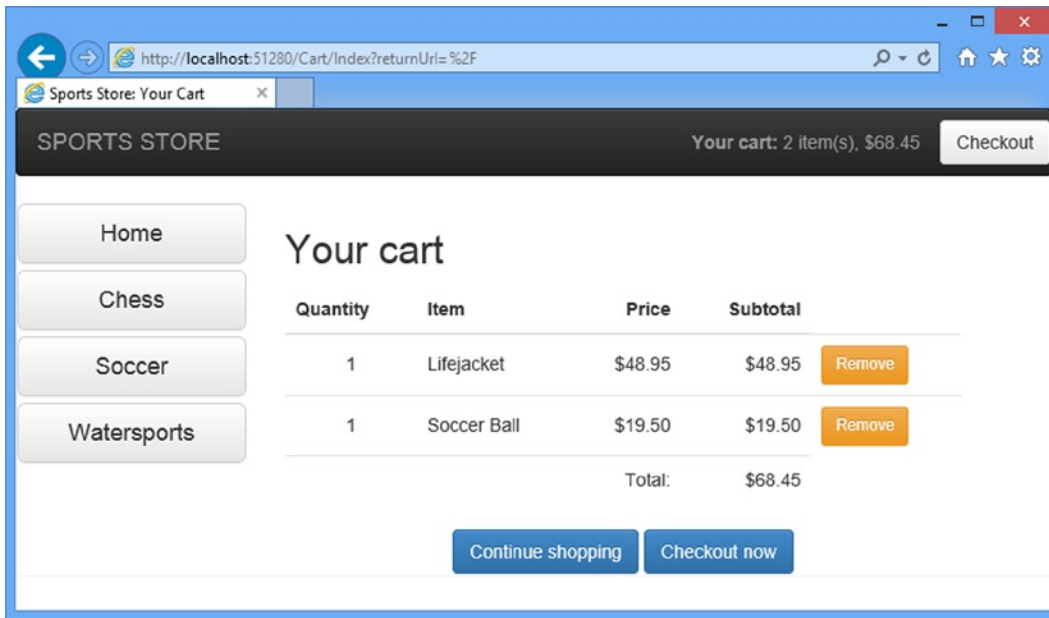 http://localhost:51280/Cart/Index?returnUrl=%2F
Sports Store: Your Cart
SPORTS STORE
Your cart: 2 item(s), $68.45
Checkout
Home
Chess
Soccer
Watersports
Your cart
Quantity Item Price Subtotal
1 Lifejacket $48.95 $48.95 Remove
1 Soccer Ball $19.50 $19.50 Remove
Total: $68.45
Continue shopping
Checkout now